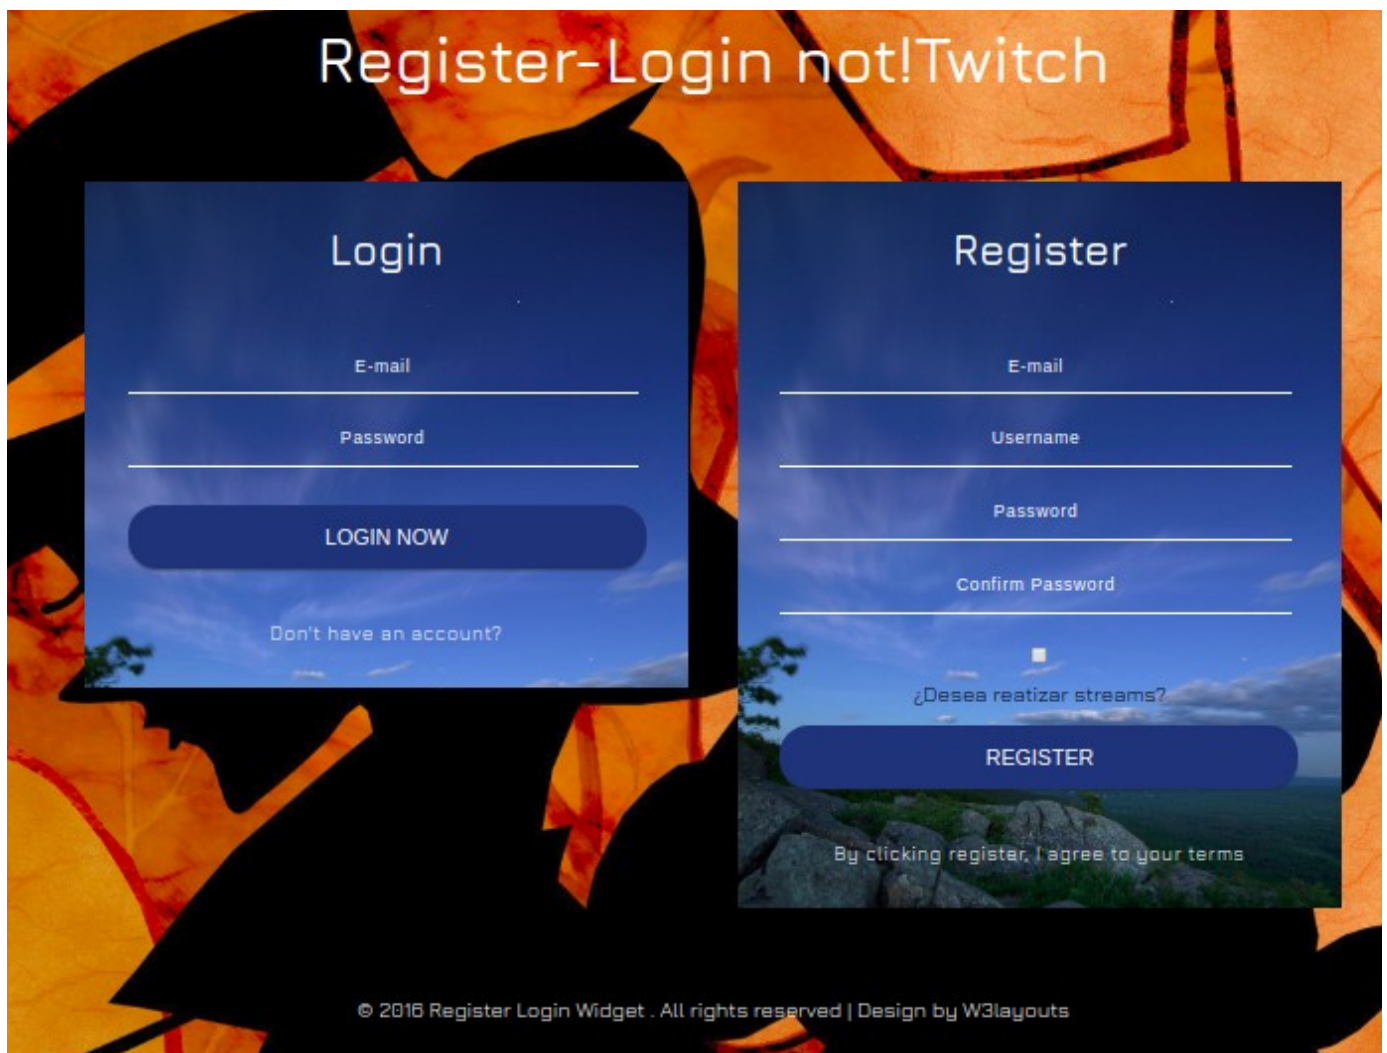 Register-Login not!Twitch
Login
E-mail
Password
LOGIN NOW
Don't have an account?
Register
E-mail
Username
Password
Confirm Password
¿Desea reatizar streams?
REGISTER
By clicking register, I agree to your terms
© 2016 Register Login Widget . All rights reserved | Design by W3layouts